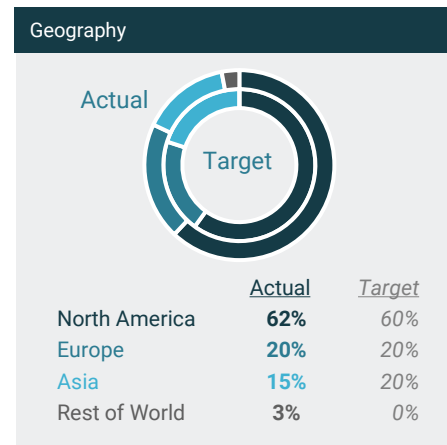 Geography
Actual
Target
Actual Target
North America 62% 60%
Europe 20% 20%
Asia 15% 20%
Rest of World 3% 0%